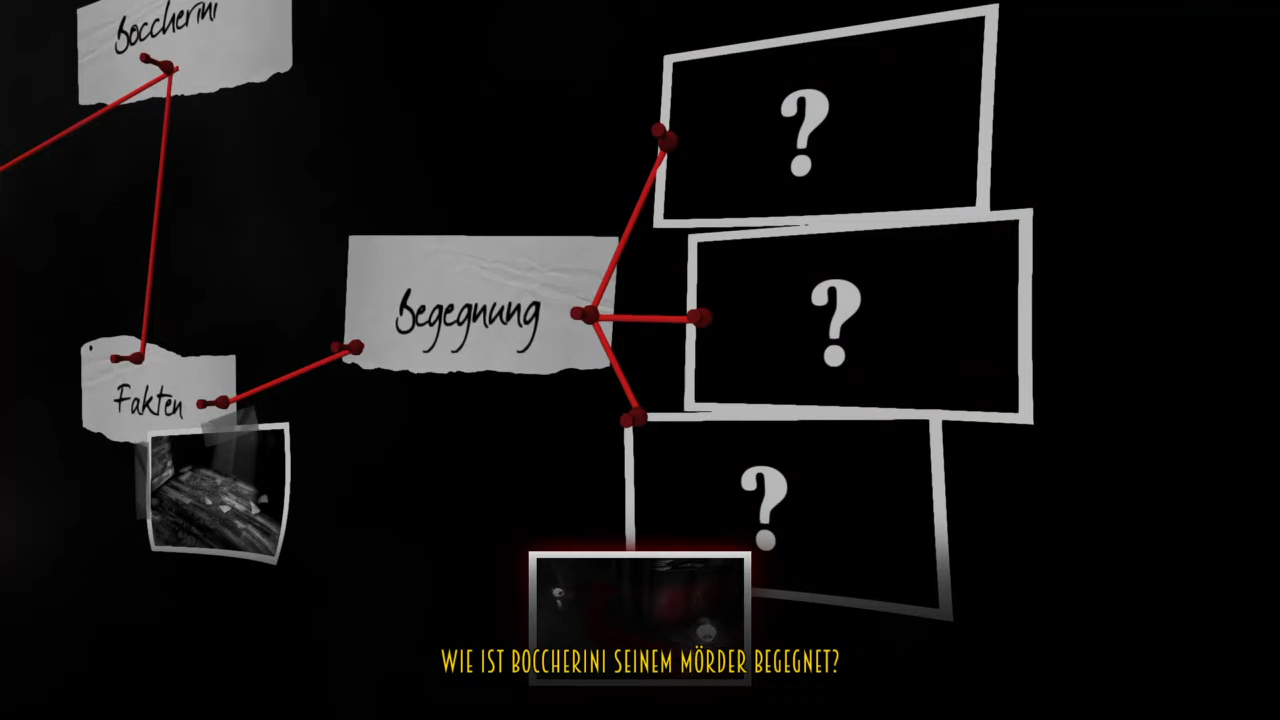 Boccherini
?
?
Begegnung
Fakten
?
WIE IST BOCCHERINI SEINEM MÖRDER BEGEGNET?